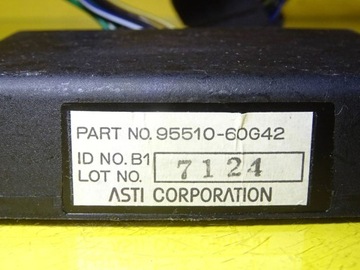 PART NO. 95510-60G42
ID NO. B1
LOT NO. 7124
ASTI CORPORATION